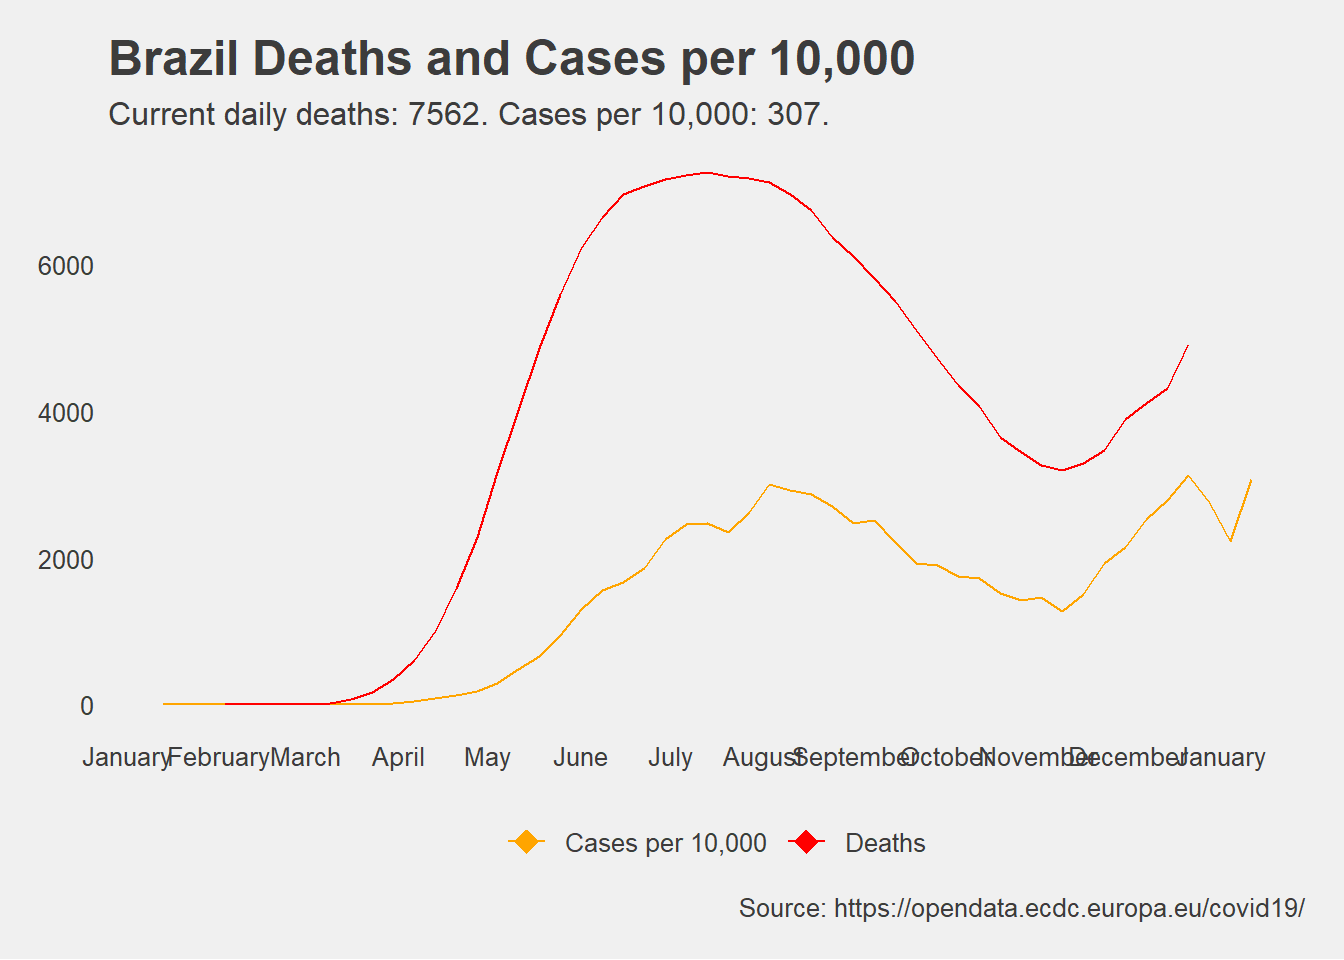 Brazil Deaths and Cases per 10,000
Current daily deaths: 7562. Cases per 10,000: 307.
6000
4000
2000
0
January February March April May June July August September October November December January
Cases per 10,000 Deaths
Source: https://opendata.ecdc.europa.eu/covid19/